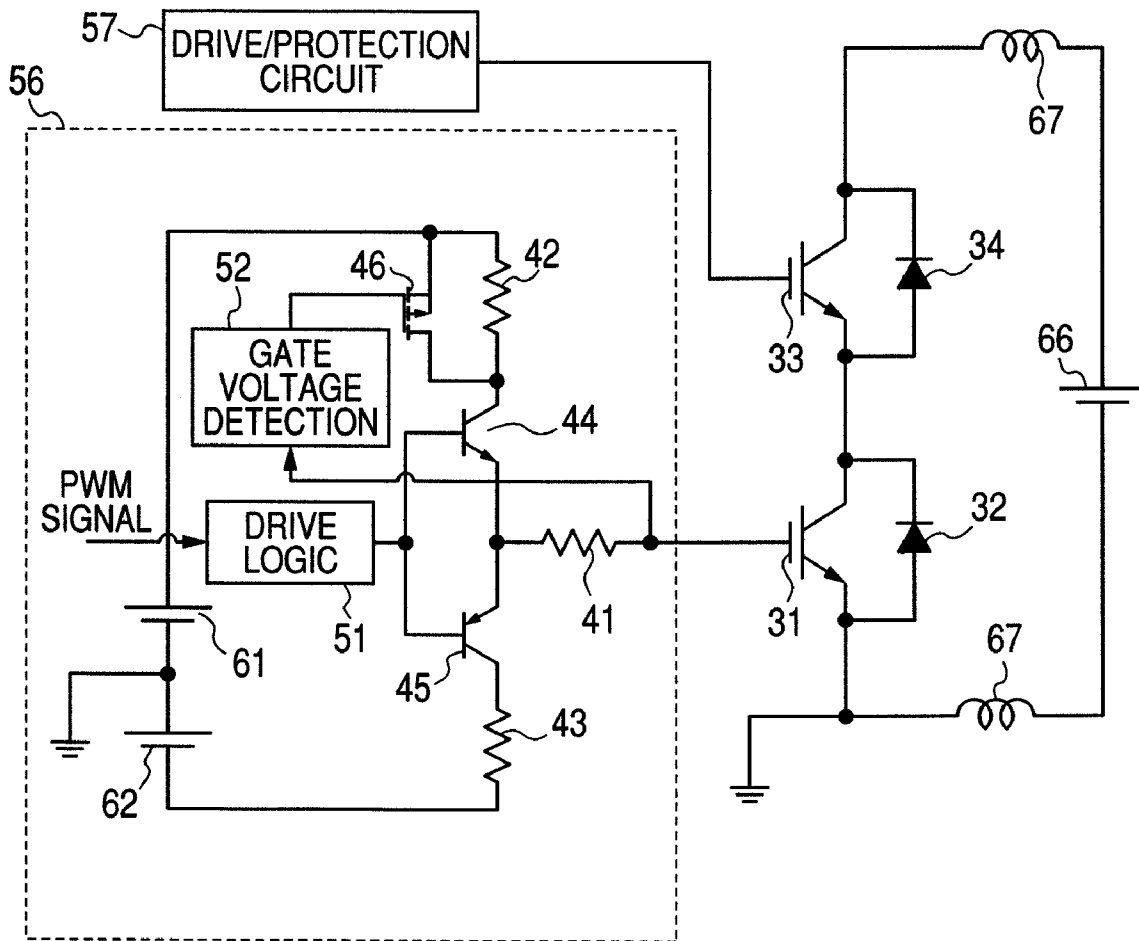 57
DRIVE/PROTECTION
CIRCUIT
56
67
52
46
42
34
GATE
VOLTAGE
DETECTION
33
66
44
PWM
SIGNAL
DRIVE
LOGIC
32
41
31
51
61
45
67
43
62